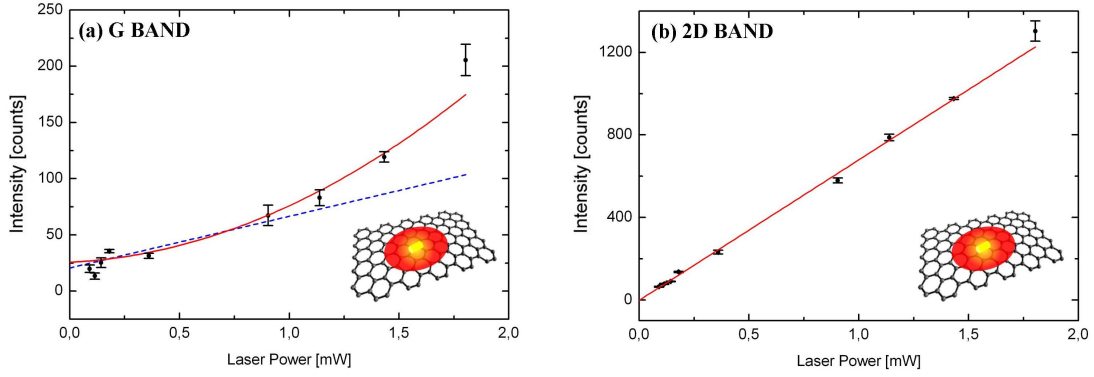 (a) G BAND
Intensity [counts]
250
200
150
100
50
0
0,0 0,5 1,0 1,5 2,0
Laser Power [mW]
(b) 2D BAND
Intensity [counts]
1200
800
400
0
0,0 0,5 1,0 1,5 2,0
Laser Power [mW]